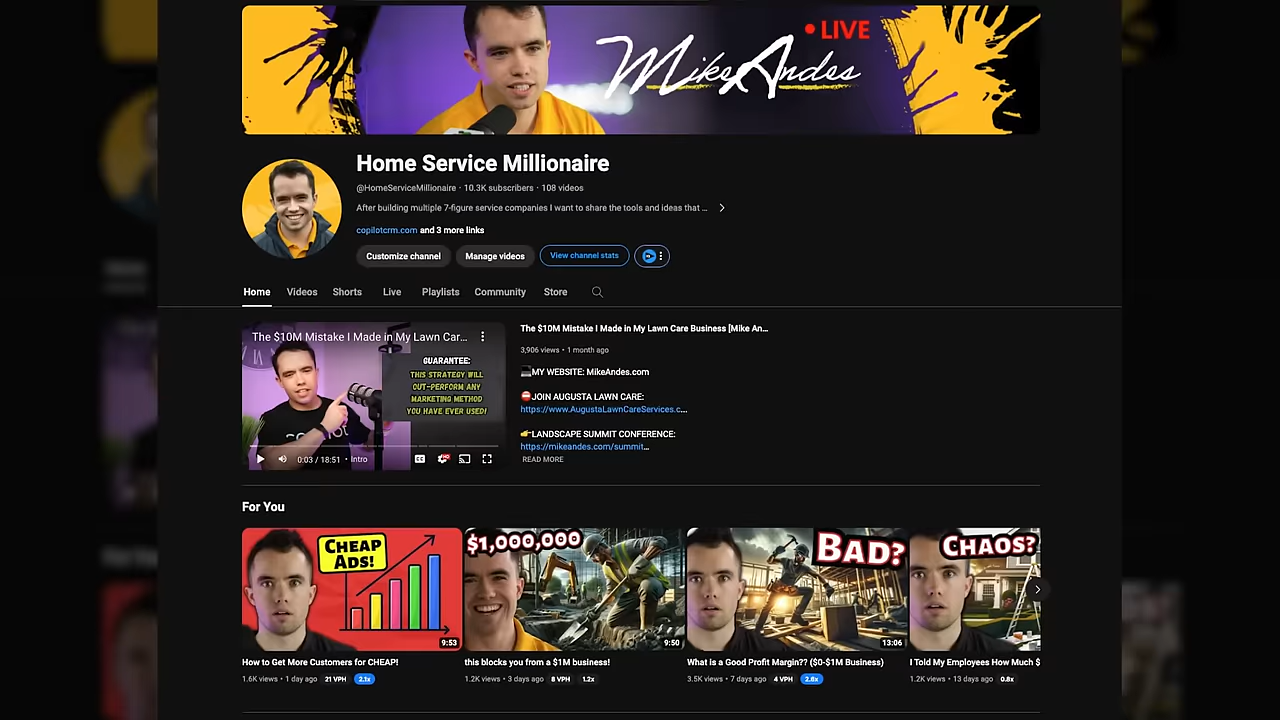 LIVE
MikeAndes
Home Service Millionaire
@HomeServiceMillionaire · 10.3K subscribers · 108 videos
After building multiple 7-figure service companies I want to share the tools and ideas that ...
copilotcrm.com and 3 more links
Customize channel
Manage videos
View channel stats
Home
Videos
Shorts
Live
Playlists
Community
Store
The $10M Mistake I Made in My Lawn Car...
GUARANTEE:
THIS STRATEGY WILL
OUT-PERFORM ANY
MARKETING METHOD
YOU HAVE EVER USED!
0:03 / 18:51 • Intro
CC
HD
The $10M Mistake I Made in My Lawn Care Business [Mike An...
3,906 views • 1 month ago
MY WEBSITE: MikeAndes.com
JOIN AUGUSTA LAWN CARE:
https://www.AugustaLawnCareServices.c...
LANDSCAPE SUMMIT CONFERENCE:
https://mikeandes.com/summit...
READ MORE
For You
CHEAP
ADS!
9:53
How to Get More Customers for CHEAP!
1.6K views • 1 day ago 21 VPH 2.1x
$1,000,000
9:50
this blocks you from a $1M business!
1.2K views • 3 days ago 8 VPH 1.2x
BAD?
13:06
What is a Good Profit Margin?? ($0-$1M Business)
3.5K views • 7 days ago 4 VPH 2.8x
CHAOS?
I Told My Employees How Much $
1.2K views • 13 days ago 0.8x